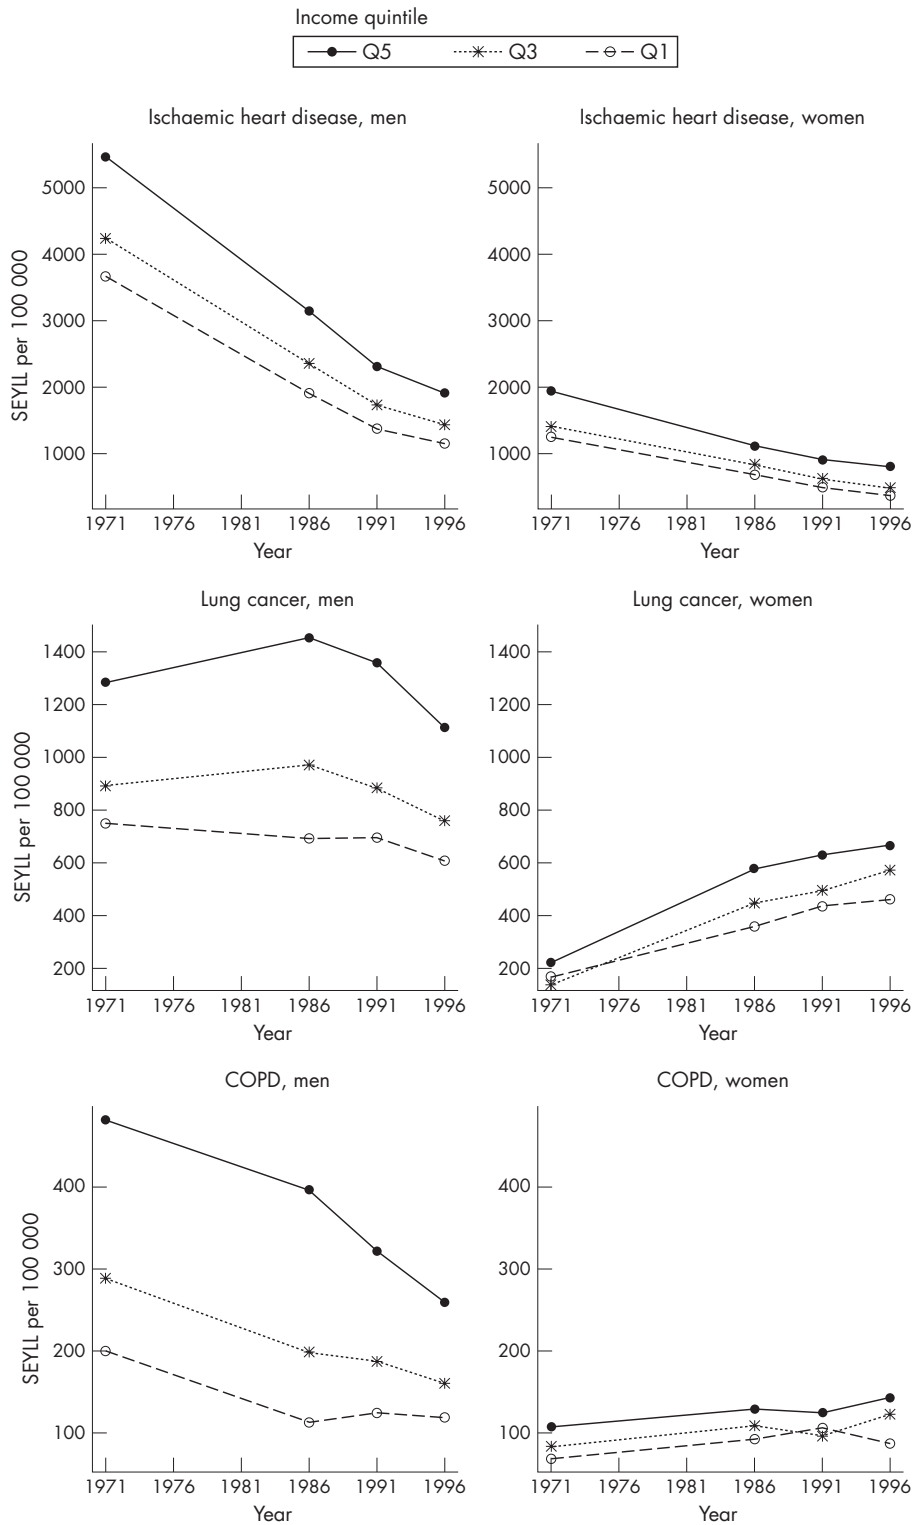 Income quintile
Q5 Q3 Q1
Ischaemic heart disease, men
SEYLL per 100 000
5000
4000
3000
2000
1000
1971 1976 1981 1986 1991 1996
Year
Ischaemic heart disease, women
5000
4000
3000
2000
1000
1971 1976 1981 1986 1991 1996
Year
Lung cancer, men
SEYLL per 100 000
1400
1200
1000
800
600
400
200
1971 1976 1981 1986 1991 1996
Year
Lung cancer, women
1400
1200
1000
800
600
400
200
1971 1976 1981 1986 1991 1996
Year
COPD, men
SEYLL per 100 000
400
300
200
100
1971 1976 1981 1986 1991 1996
Year
COPD, women
400
300
200
100
1971 1976 1981 1986 1991 1996
Year